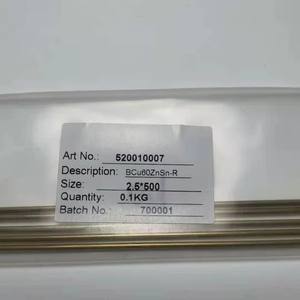 Art No.: 520010007
Description: BCu60ZnSn-R
Size: 2.5*500
Quantity: 0.1KG
Batch No.: 700001